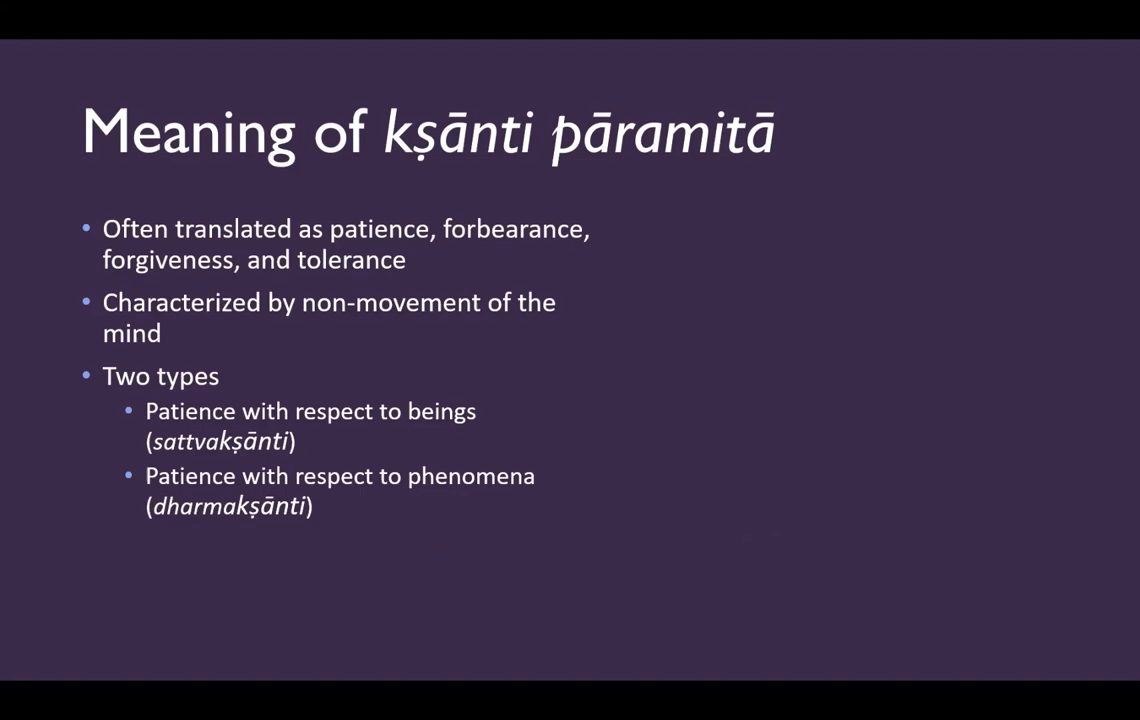 Meaning of kṣānti pāramitā
• Often translated as patience, forbearance,
forgiveness, and tolerance
• Characterized by non-movement of the
mind
• Two types
• Patience with respect to beings
(sattvakṣānti)
• Patience with respect to phenomena
(dharmakṣānti)